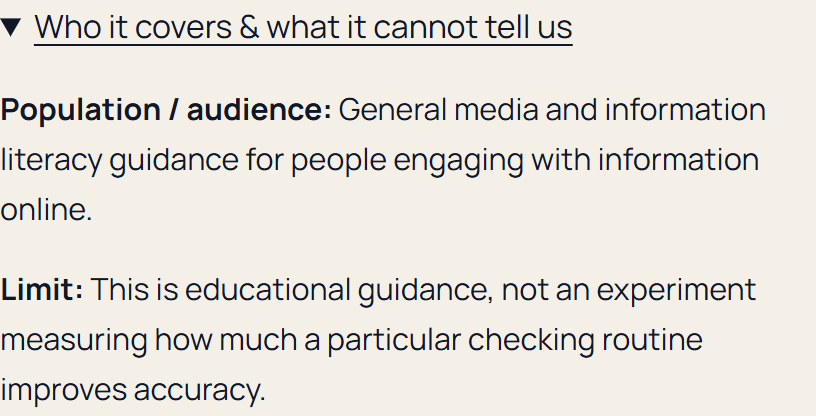 ▼ Who it covers & what it cannot tell us
Population / audience: General media and information
literacy guidance for people engaging with information
online.
Limit: This is educational guidance, not an experiment
measuring how much a particular checking routine
improves accuracy.